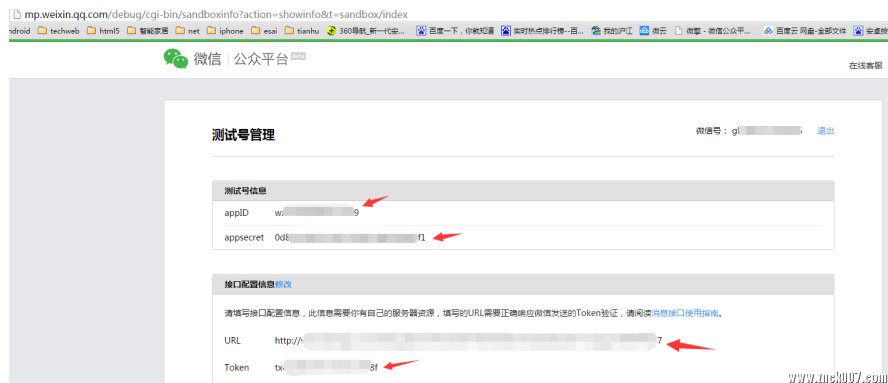 mp.weixin.qq.com/debug/cgi-bin/sandboxinfo?action=showinfo&t=sandbox/index
ndroid techweb html5 智能家居 net iphone esai tianhu 360导航_新一代安... 百度一下，你就知道 实时热点排行榜--百... 我的沪江 微云 微擎 - 微信公众平... 百度云 网盘-全部文件 安卓按
微信 | 公众平台 Beta
在线客服
测试号管理
微信号： gl 退出
测试号信息
appID w 9
appsecret 0d8 f1
接口配置信息修改
请填写接口配置信息，此信息需要你有自己的服务器资源，填写的URL需要正确响应微信发送的Token验证，请阅读消息接口使用指南。
URL http:// 7
Token tx 8f
www.znck007.com